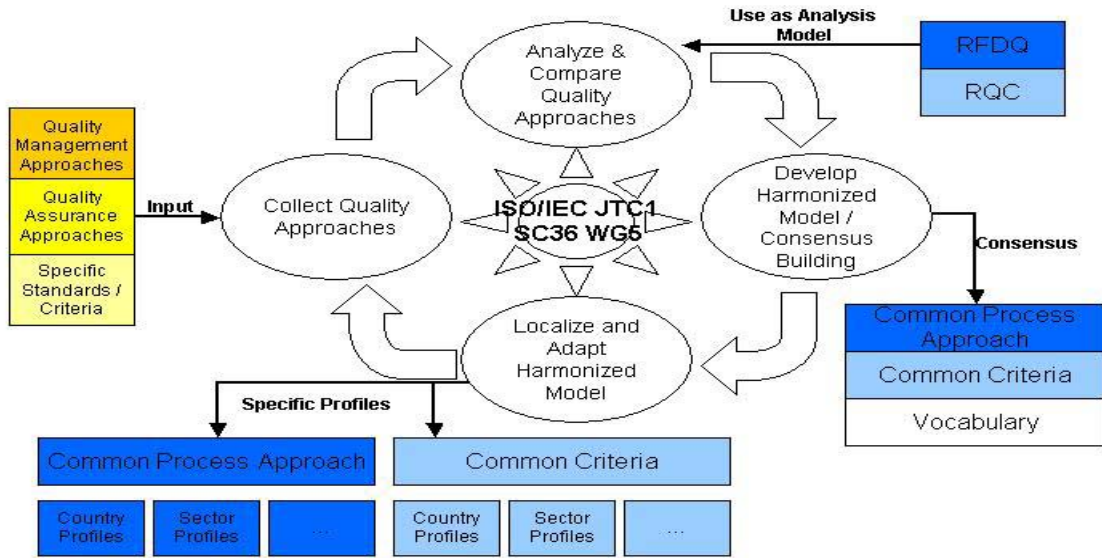 Use as Analysis
Model
RFDQ
RQC
Analyze &
Compare
Quality
Approaches
Quality
Management
Approaches
Quality
Assurance
Approaches
Specific
Standards /
Criteria
Input
Collect Quality
Approaches
ISO/IEC JTC1
SC36 WG5
Develop
Harmonized
Model /
Consensus
Building
Consensus
Common Process
Approach
Common Criteria
Vocabulary
Localize and
Adapt
Harmonized
Model
Specific Profiles
Common Process Approach
Common Criteria
Country
Profiles
Sector
Profiles
...
Country
Profiles
Sector
Profiles
...